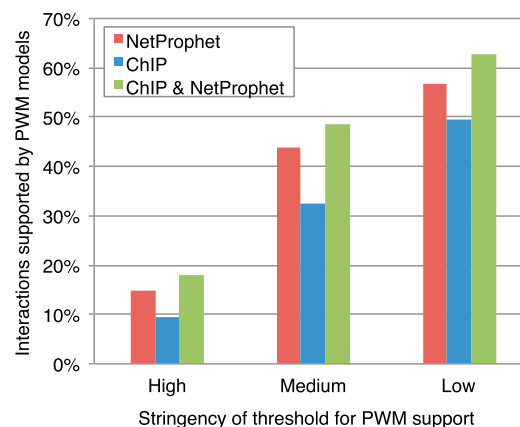 Interactions supported by PWM models
70%
60%
50%
40%
30%
20%
10%
0%
NetProphet
ChIP
ChIP & NetProphet
High
Medium
Low
Stringency of threshold for PWM support